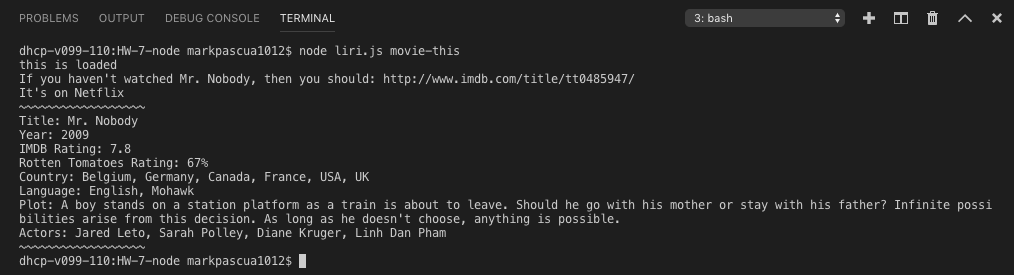 PROBLEMS OUTPUT DEBUG CONSOLE TERMINAL 3: bash
dhcp-v099-110:HW-7-node markpascua1012$ node liri.js movie-this
this is loaded
If you haven't watched Mr. Nobody, then you should: http://www.imdb.com/title/tt0485947/
It's on Netflix
~~~~~~~~~~~~~~~~~~
Title: Mr. Nobody
Year: 2009
IMDB Rating: 7.8
Rotten Tomatoes Rating: 67%
Country: Belgium, Germany, Canada, France, USA, UK
Language: English, Mohawk
Plot: A boy stands on a station platform as a train is about to leave. Should he go with his mother or stay with his father? Infinite possi
bilities arise from this decision. As long as he doesn't choose, anything is possible.
Actors: Jared Leto, Sarah Polley, Diane Kruger, Linh Dan Pham
~~~~~~~~~~~~~~~~~~
dhcp-v099-110:HW-7-node markpascua1012$